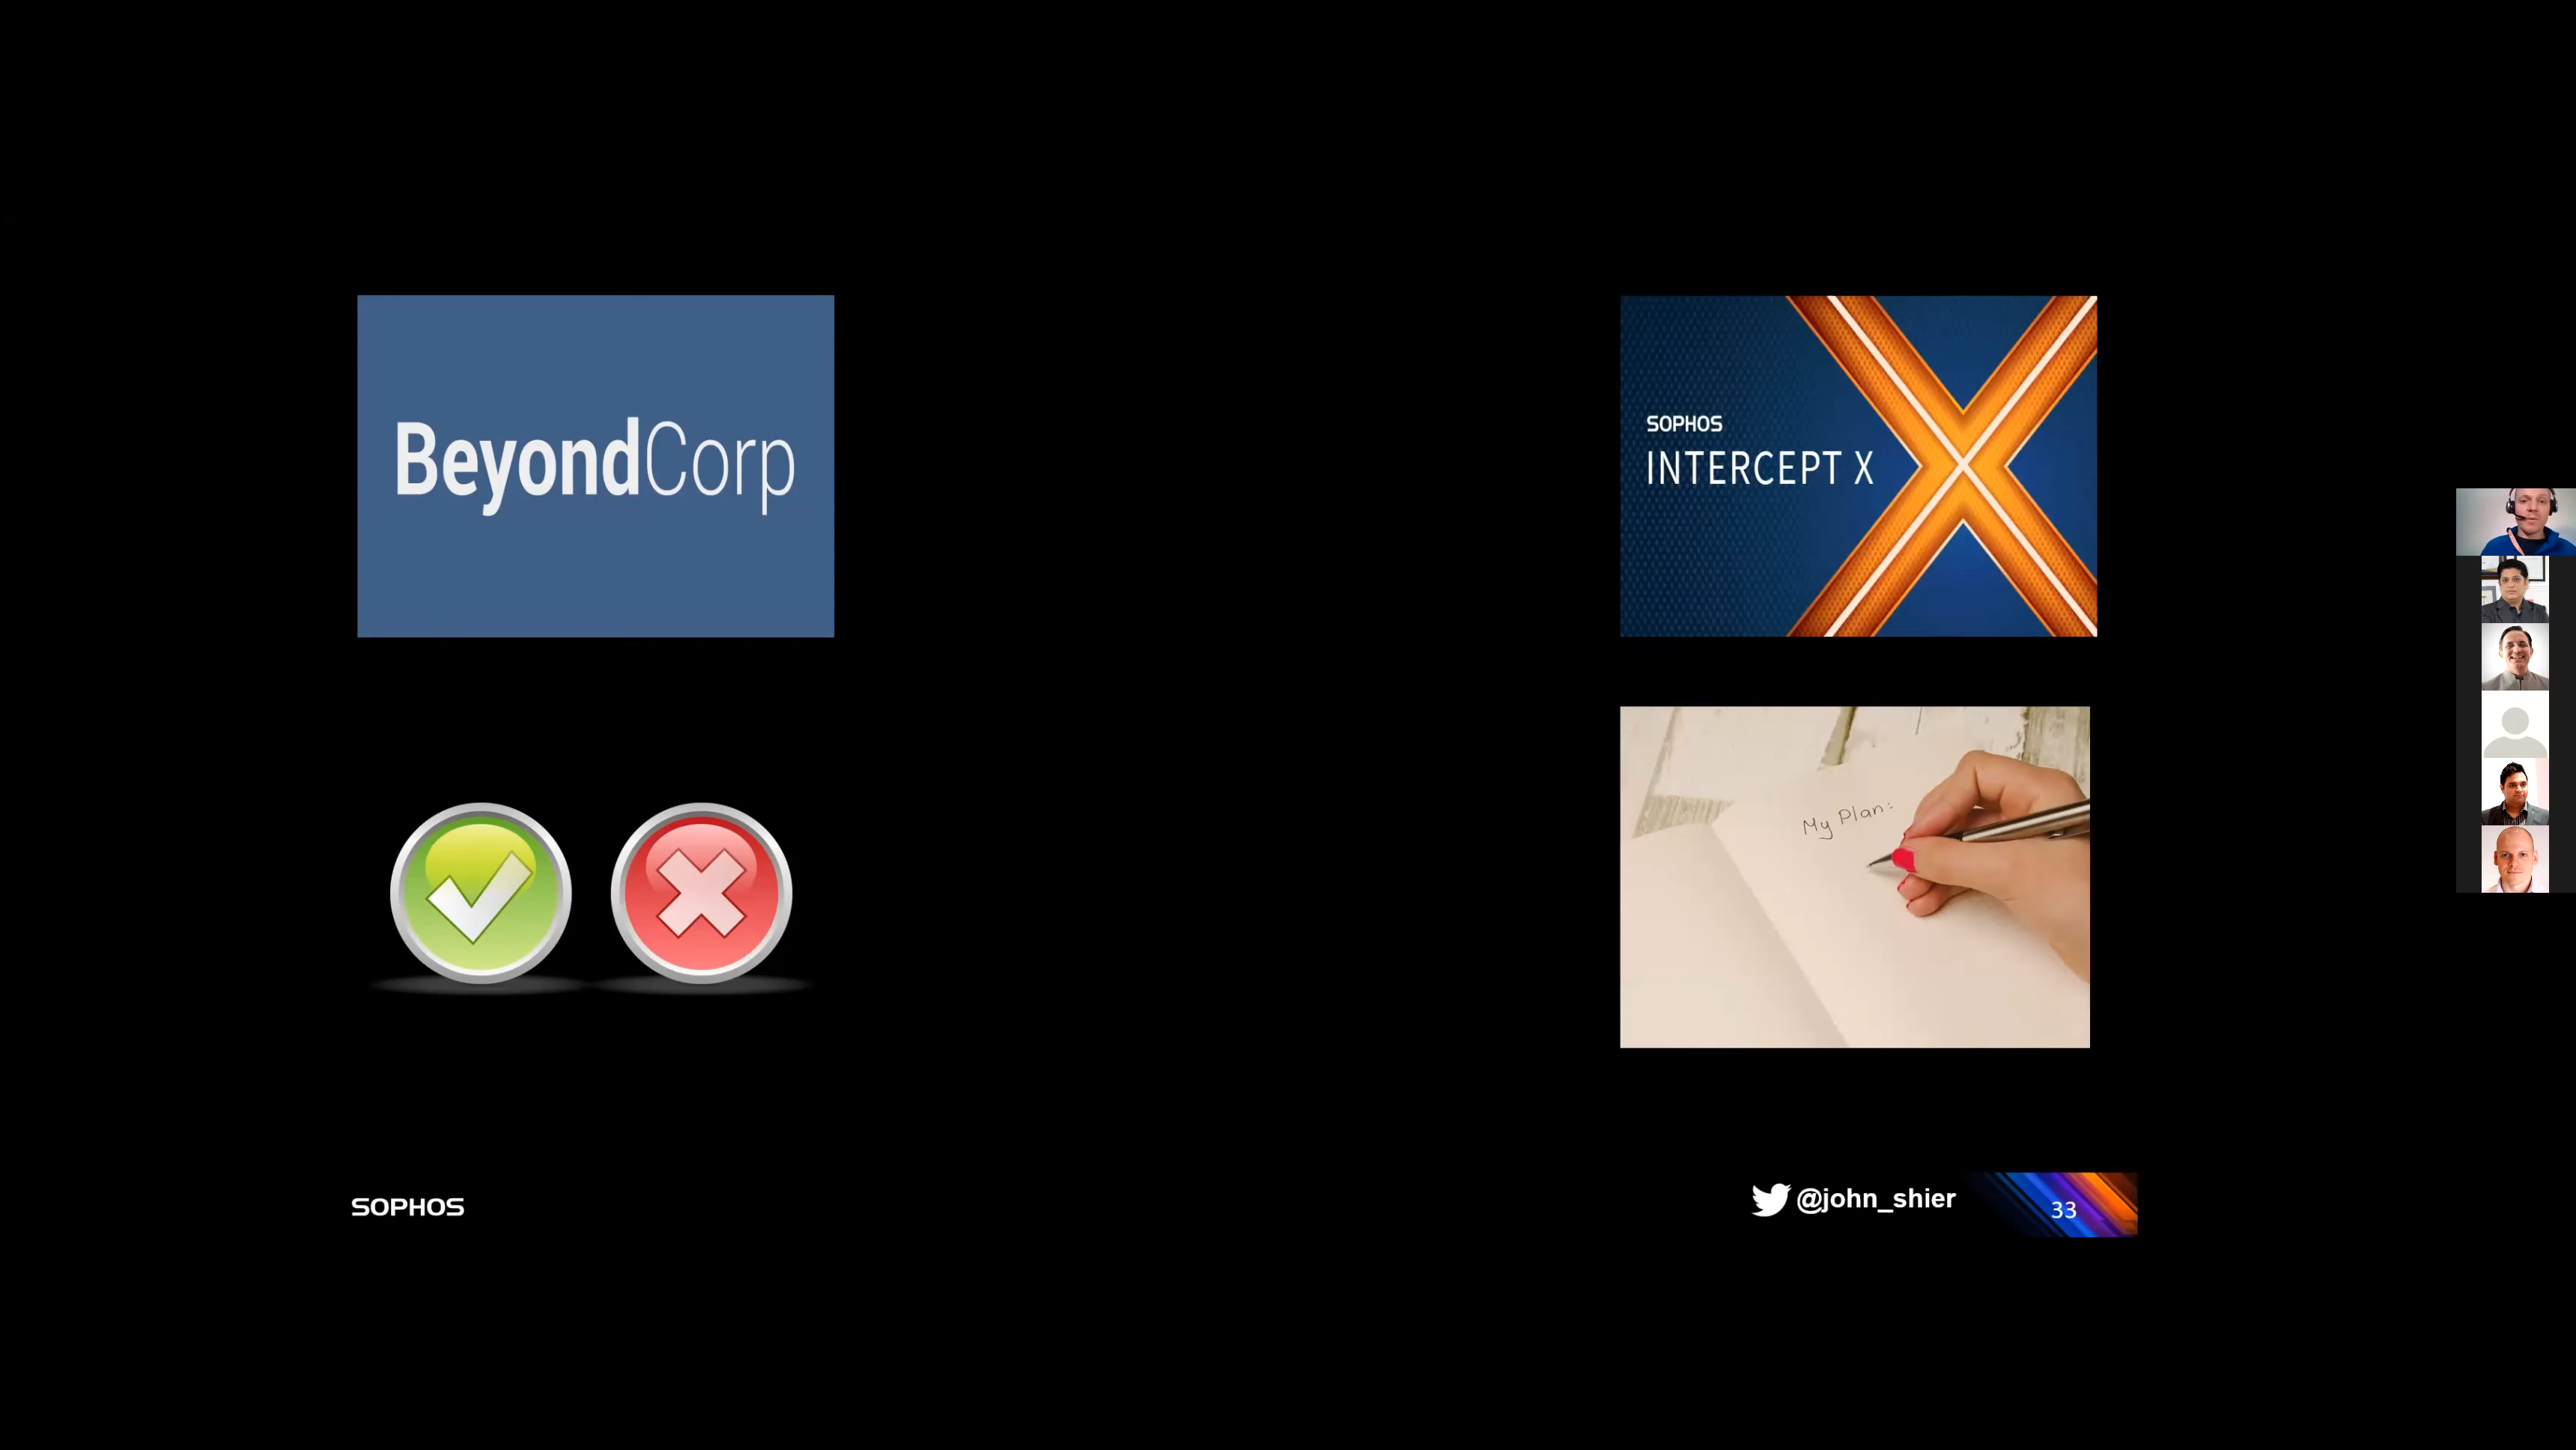 BeyondCorp
SOPHOS
INTERCEPT X
My Plan:
SOPHOS
@john_shier
33